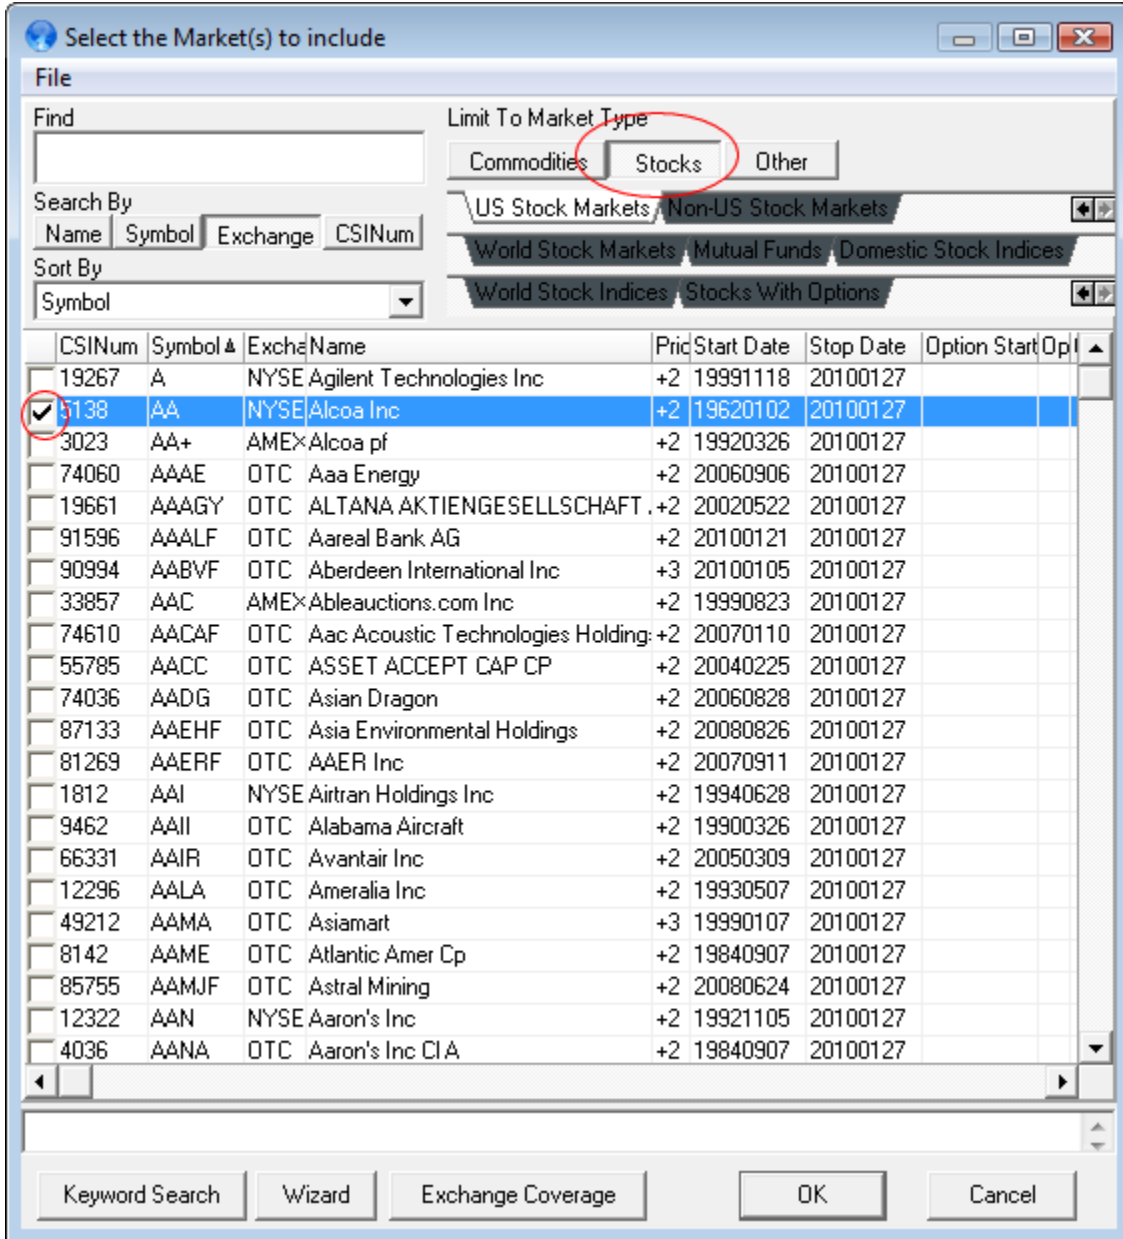 Select the Market(s) to include
File
Find
Limit To Market Type
Commodities Stocks Other
Search By
Name Symbol Exchange CSINum
US Stock Markets Non-US Stock Markets
World Stock Markets Mutual Funds Domestic Stock Indices
World Stock Indices Stocks With Options
Sort By
Symbol
CSINum Symbol Excha Name Pric Start Date Stop Date Option Start Opt
19267 A NYSE Agilent Technologies Inc +2 19991118 20100127
5138 AA NYSE Alcoa Inc +2 19620102 20100127
3023 AA+ AMEX Alcoa pf +2 19920326 20100127
74060 AAAE OTC Aaa Energy +2 20060906 20100127
19661 AAAGY OTC ALTANA AKTIENGESELLSCHAFT +2 20020522 20100127
91596 AAALF OTC Aareal Bank AG +2 20100121 20100127
90994 AABVF OTC Aberdeen International Inc +3 20100105 20100127
33857 AAC AMEX Ableauctions.com Inc +2 19990823 20100127
74610 AACAF OTC Aac Acoustic Technologies Holding +2 20070110 20100127
55785 AACC OTC ASSET ACCEPT CAP CP +2 20040225 20100127
74036 AADG OTC Asian Dragon +2 20060828 20100127
87133 AAEHF OTC Asia Environmental Holdings +2 20080826 20100127
81269 AAERF OTC AAER Inc +2 20070911 20100127
1812 AAI NYSE Airtran Holdings Inc +2 19940628 20100127
9462 AAII OTC Alabama Aircraft +2 19900326 20100127
66331 AAIR OTC Avantair Inc +2 20050309 20100127
12296 AALA OTC Ameralia Inc +2 19930507 20100127
49212 AAMA OTC Asiamart +3 19990107 20100127
8142 AAME OTC Atlantic Amer Cp +2 19840907 20100127
85755 AAMJF OTC Astral Mining +2 20080624 20100127
12322 AAN NYSE Aaron's Inc +2 19921105 20100127
4036 AANA OTC Aaron's Inc Cl A +2 19840907 20100127
Keyword Search Wizard Exchange Coverage OK Cancel